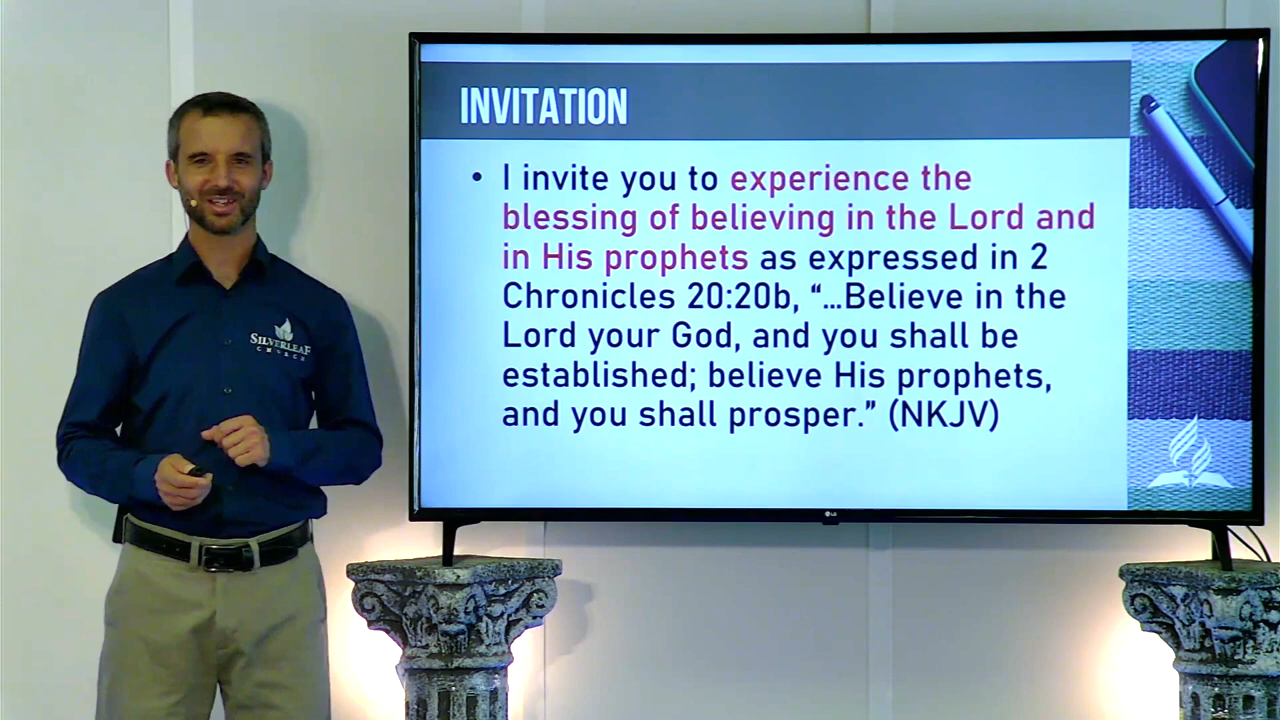 INVITATION
• I invite you to experience the
blessing of believing in the Lord and
in His prophets as expressed in 2
Chronicles 20:20b, “…Believe in the
Lord your God, and you shall be
established; believe His prophets,
and you shall prosper.” (NKJV)
SILVERLEAF
CHURCH
LG